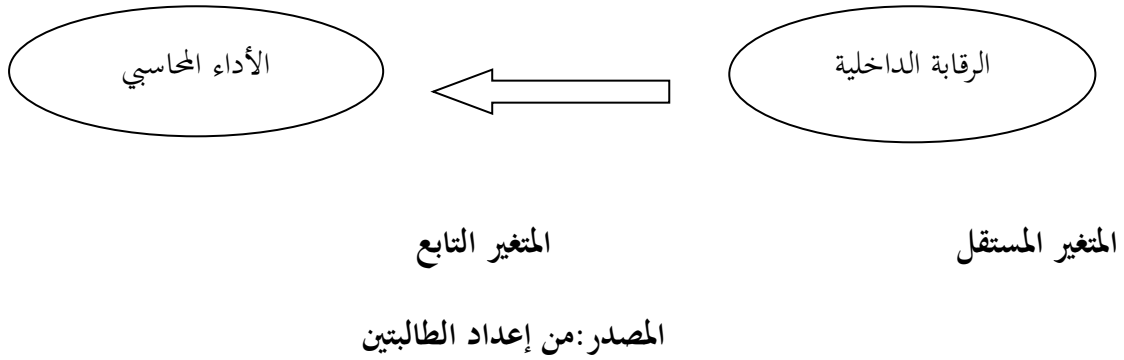 الرقابة الداخلية
الأداء المحاسبي
المتغير المستقل
المتغير التابع
المصدر:من إعداد الطالبتين